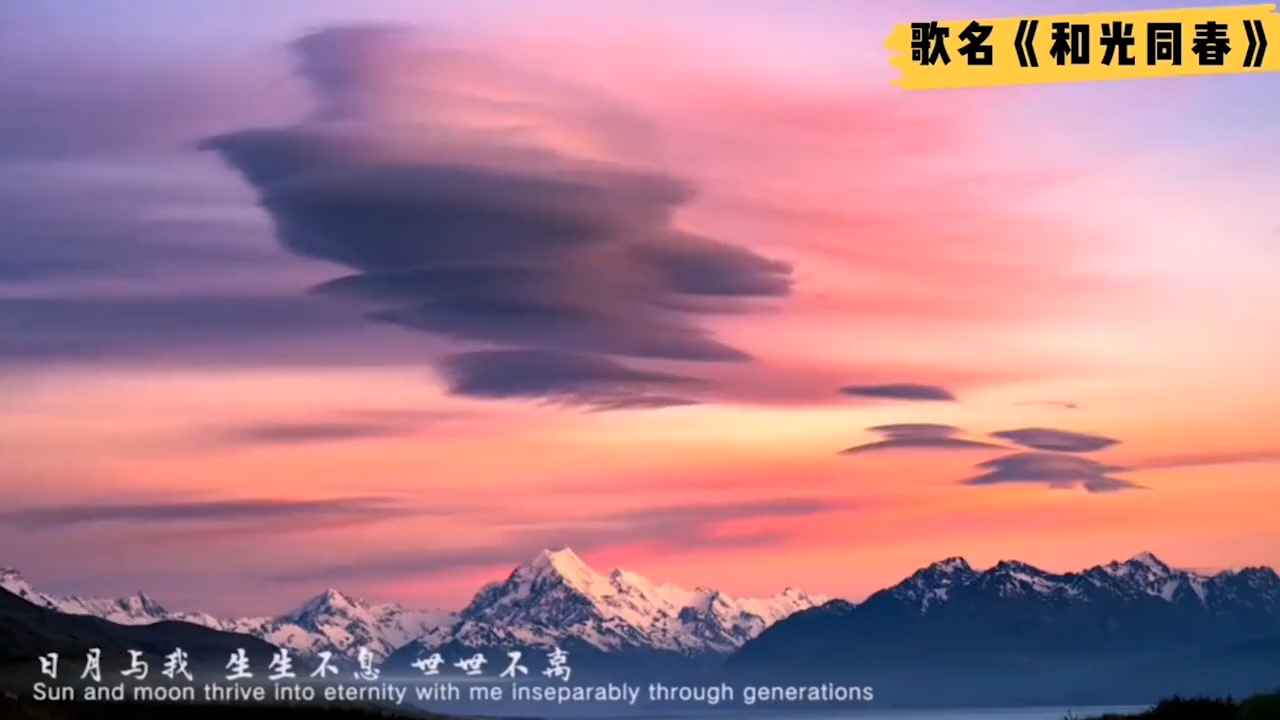 歌名《和光同春》
日月与我 生生不息 世世不离
Sun and moon thrive into eternity with me inseparably through generations